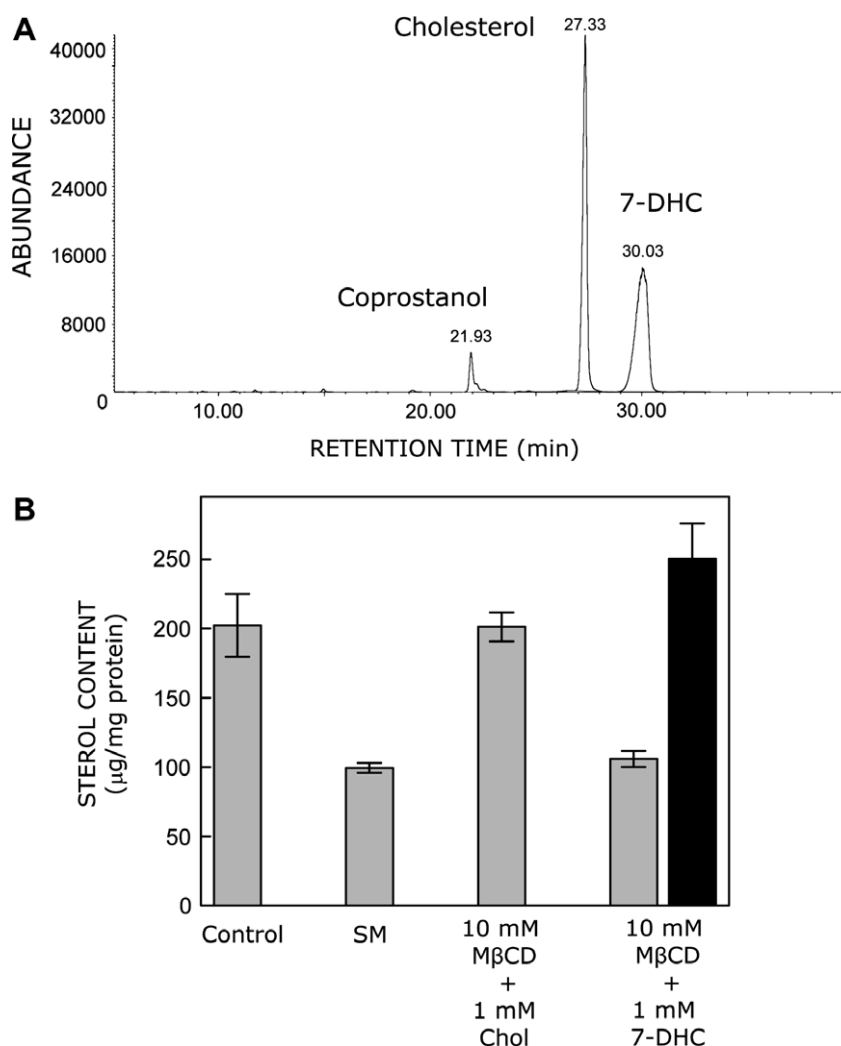 A
Cholesterol
27.33
40000
32000
24000
16000
8000
0
ABUNDANCE
7-DHC
30.03
Coprostanol
21.93
10.00 20.00 30.00
RETENTION TIME (min)
B
250
200
150
100
50
0
STEROL CONTENT
(μg/mg protein)
Control
SM
10 mM
MβCD
+
1 mM
Chol
10 mM
MβCD
+
1 mM
7-DHC